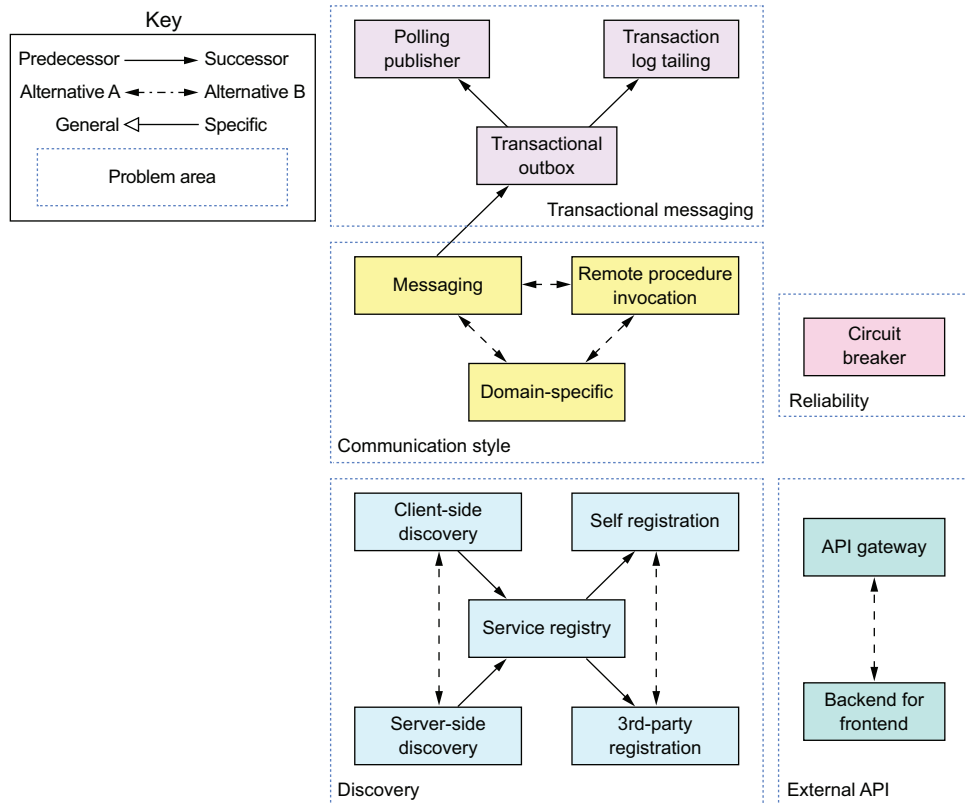 Key
Predecessor
Successor
Alternative A
Alternative B
General
Specific
Problem area
Polling
publisher
Transaction
log tailing
Transactional
outbox
Transactional messaging
Messaging
Remote procedure
invocation
Domain-specific
Communication style
Circuit
breaker
Reliability
Client-side
discovery
Self registration
Service registry
Server-side
discovery
3rd-party
registration
Discovery
API gateway
Backend for
frontend
External API